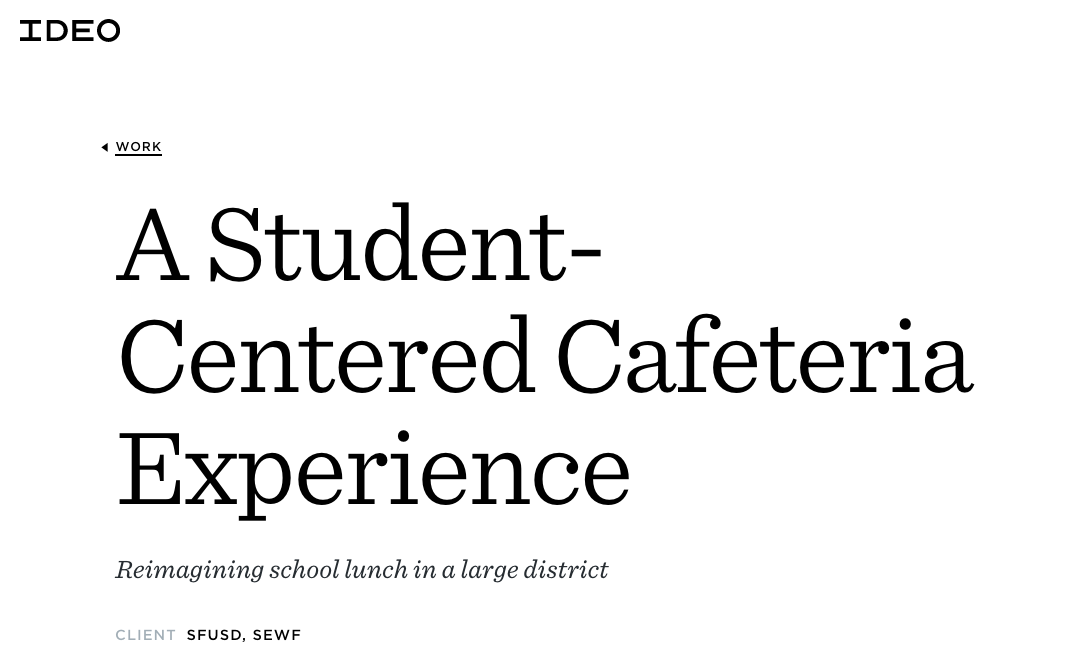 IDEO
WORK
A Student-
Centered Cafeteria
Experience
Reimagining school lunch in a large district
CLIENT SFUSD, SEWF